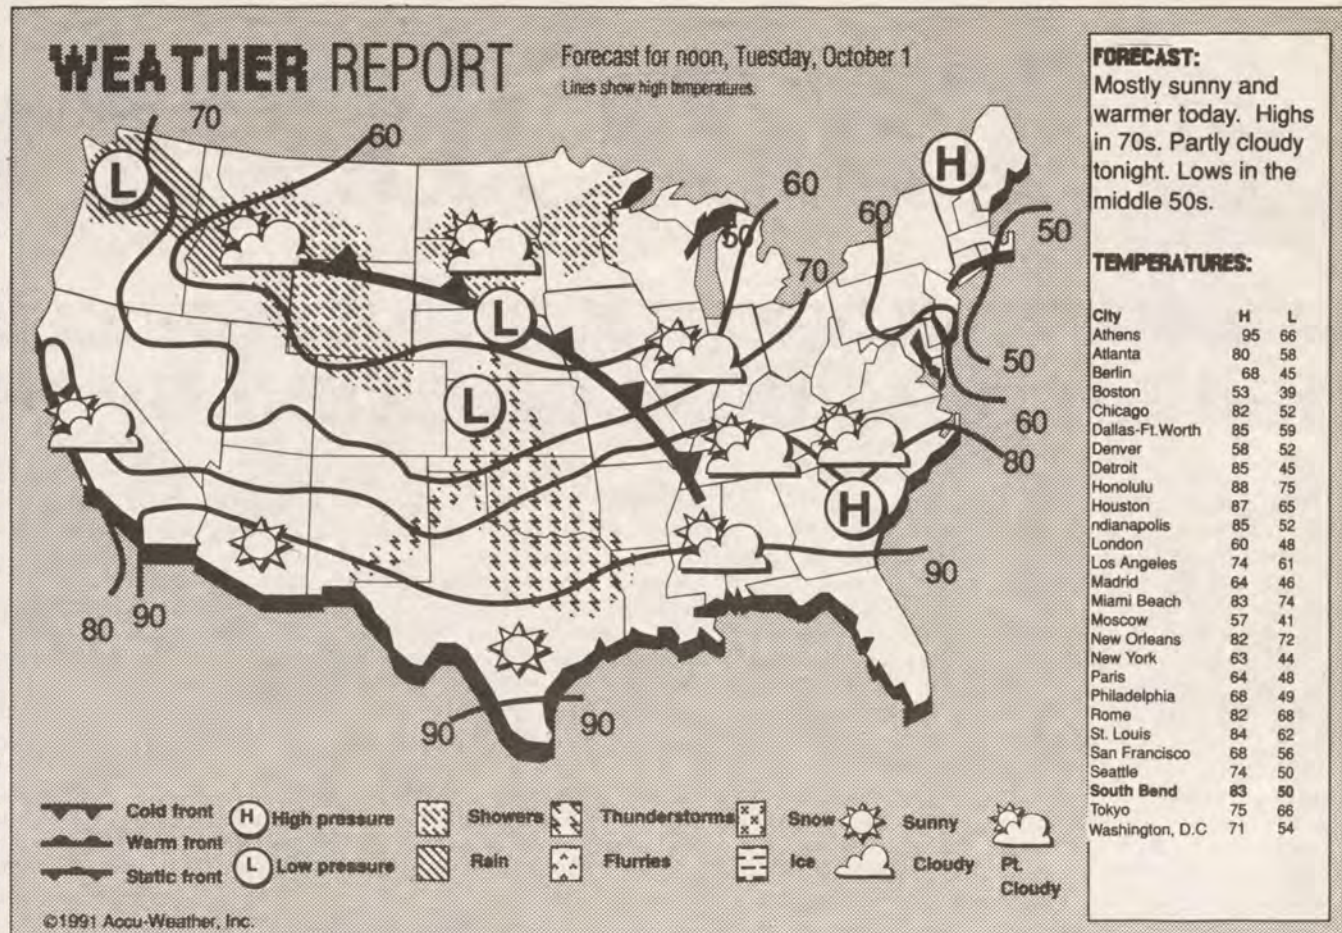 WEATHER REPORT
Forecast for noon, Tuesday, October 1
Lines show high temperatures.
70
60
60
50
60
50
70
50
60
80
90
80
90
90
90
L
H
L
L
H
Cold front
Warm front
Static front
H High pressure
L Low pressure
Showers
Rain
Thunderstorms
Flurries
Snow
Ice
Sunny
Cloudy
Pt.
Cloudy
©1991 Accu-Weather, Inc.
FORECAST:
Mostly sunny and
warmer today. Highs
in 70s. Partly cloudy
tonight. Lows in the
middle 50s.
TEMPERATURES:
City H L
Athens 95 66
Atlanta 80 58
Berlin 68 45
Boston 53 39
Chicago 82 52
Dallas-Ft.Worth 85 59
Denver 58 52
Detroit 85 45
Honolulu 88 75
Houston 87 65
ndianapolis 85 52
London 60 48
Los Angeles 74 61
Madrid 64 46
Miami Beach 83 74
Moscow 57 41
New Orleans 82 72
New York 63 44
Paris 64 48
Philadelphia 68 49
Rome 82 68
St. Louis 84 62
San Francisco 68 56
Seattle 74 50
South Bend 83 50
Tokyo 75 66
Washington, D.C 71 54